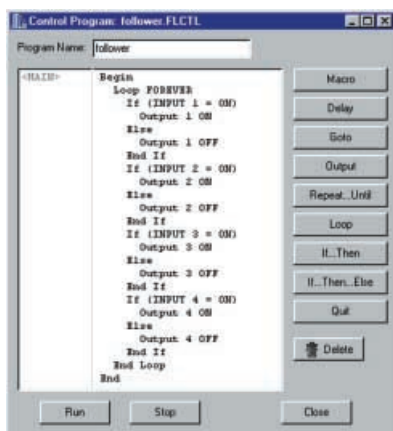 Control Program: follower.FLCTL
Program Name: follower
<MAIN>
Begin
Loop FOREVER
If (INPUT 1 = ON)
Output 1 ON
Else
Output 1 OFF
End If
If (INPUT 2 = ON)
Output 2 ON
Else
Output 2 OFF
End If
If (INPUT 3 = ON)
Output 3 ON
Else
Output 3 OFF
End If
If (INPUT 4 = ON)
Output 4 ON
Else
Output 4 OFF
End If
End Loop
End
Macro
Delay
Goto
Output
Repeat...Until
Loop
If...Then
If...Then...Else
Quit
Delete
Run
Stop
Close